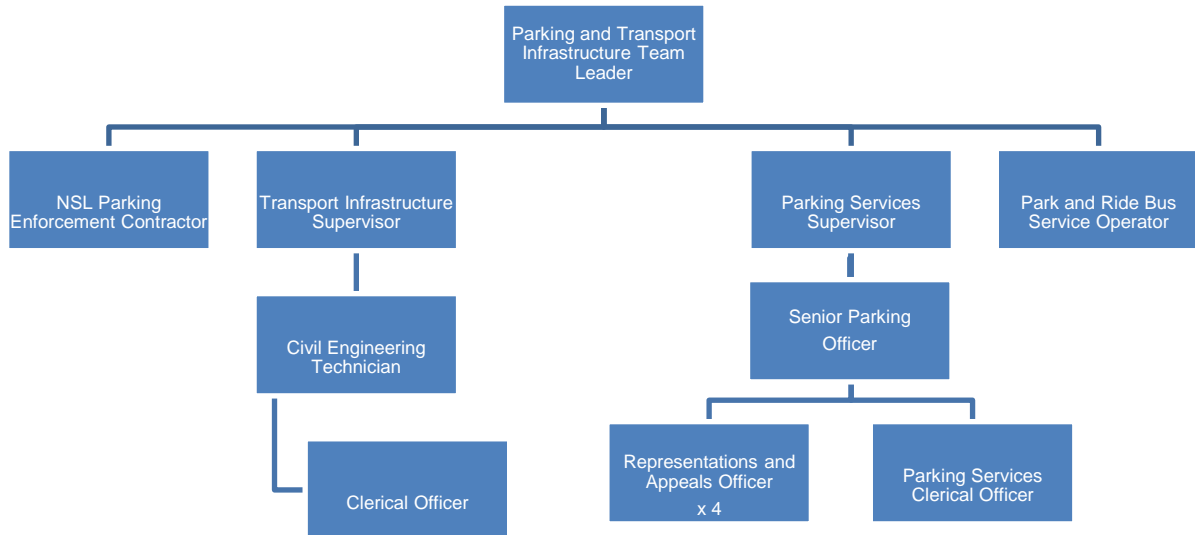 Parking and Transport
Infrastructure Team
Leader
NSL Parking
Enforcement Contractor
Transport Infrastructure
Supervisor
Parking Services
Supervisor
Park and Ride Bus
Service Operator
Civil Engineering
Technician
Senior Parking
Officer
Clerical Officer
Representations and
Appeals Officer
x 4
Parking Services
Clerical Officer